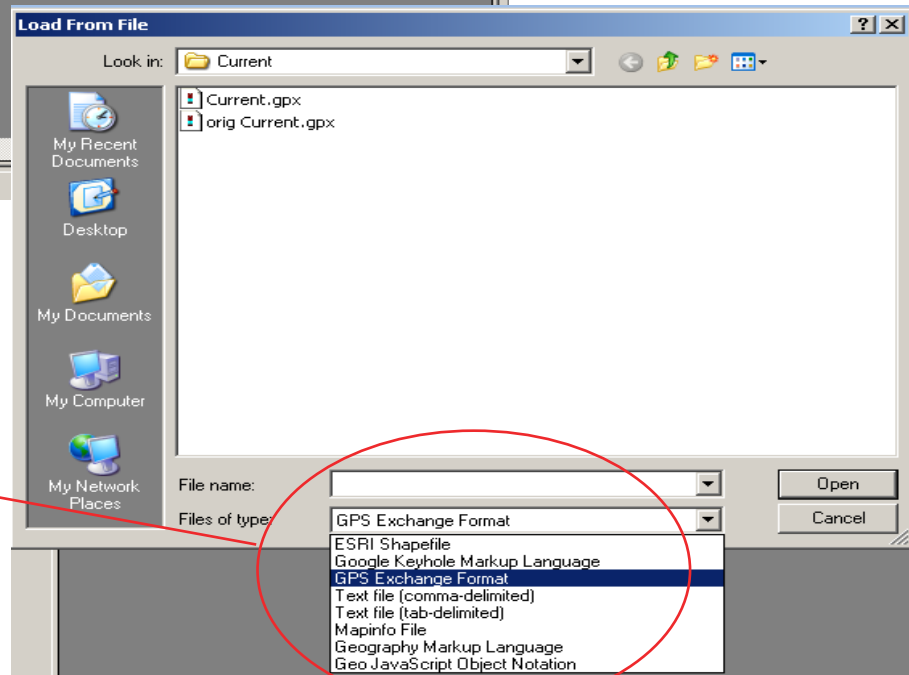 Load From File
Look in:
Current
Current.gpx
orig Current.gpx
My Recent
Documents
Desktop
My Documents
My Computer
My Network
Places
File name:
Open
Files of type:
GPS Exchange Format
Cancel
ESRI Shapefile
Google Keyhole Markup Language
GPS Exchange Format
Text file (comma-delimited)
Text file (tab-delimited)
Mapinfo File
Geography Markup Language
Geo JavaScript Object Notation